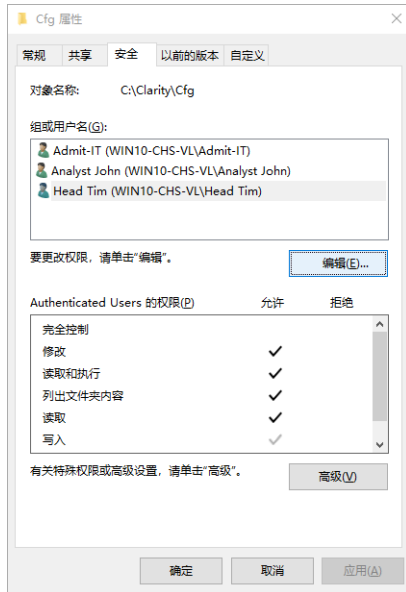 Cfg 属性
常规 共享 安全 以前的版本 自定义
对象名称: C:\Clarity\Cfg
组或用户名(G):
Admit-IT (WIN10-CHS-VL\Admit-IT)
Analyst John (WIN10-CHS-VL\Analyst John)
Head Tim (WIN10-CHS-VL\Head Tim)
要更改权限，请单击"编辑"。 编辑(E)...
Authenticated Users 的权限(P) 允许 拒绝
完全控制
修改
读取和执行
列出文件夹内容
读取
写入
有关特殊权限或高级设置，请单击"高级"。 高级(V)
确定 取消 应用(A)